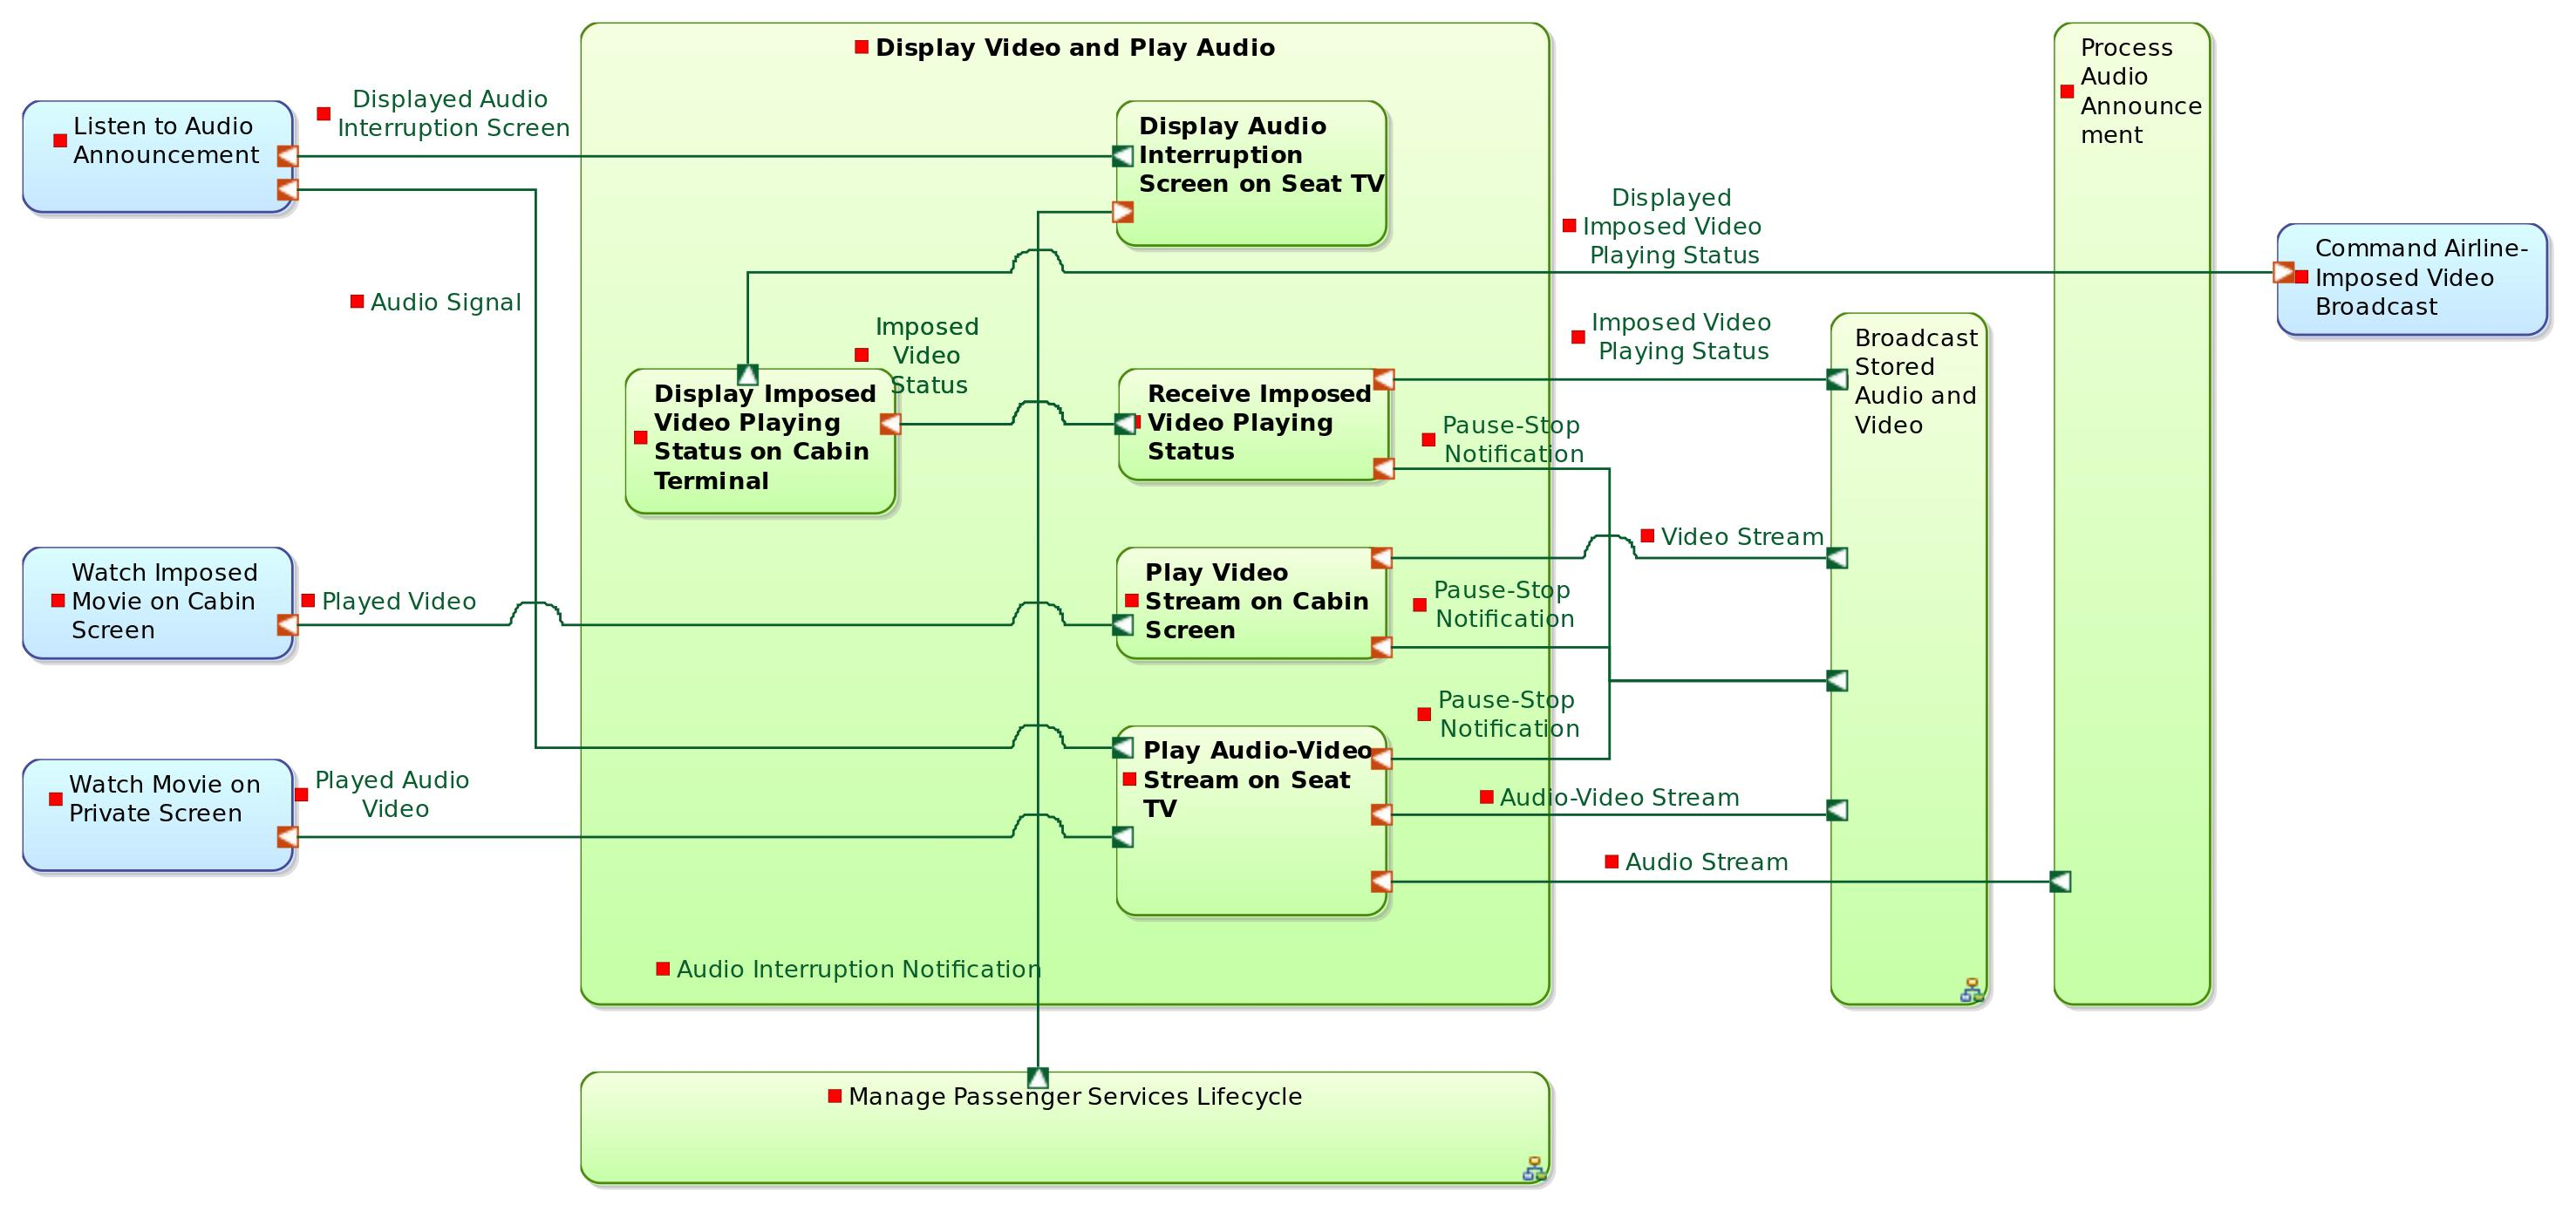 Display Video and Play Audio
Process
Audio
Announce
ment
Displayed Audio
Interruption Screen
Listen to Audio
Announcement
Display Audio
Interruption
Screen on Seat TV
Displayed
Imposed Video
Playing Status
Command Airline-
Imposed Video
Broadcast
Audio Signal
Imposed
Video
Status
Imposed Video
Playing Status
Broadcast
Stored
Audio and
Video
Display Imposed
Video Playing
Status on Cabin
Terminal
Receive Imposed
Video Playing
Status
Pause-Stop
Notification
Video Stream
Watch Imposed
Movie on Cabin
Screen
Played Video
Play Video
Stream on Cabin
Screen
Pause-Stop
Notification
Pause-Stop
Notification
Watch Movie on
Private Screen
Played Audio
Video
Play Audio-Video
Stream on Seat
TV
Audio-Video Stream
Audio Stream
Audio Interruption Notification
Manage Passenger Services Lifecycle